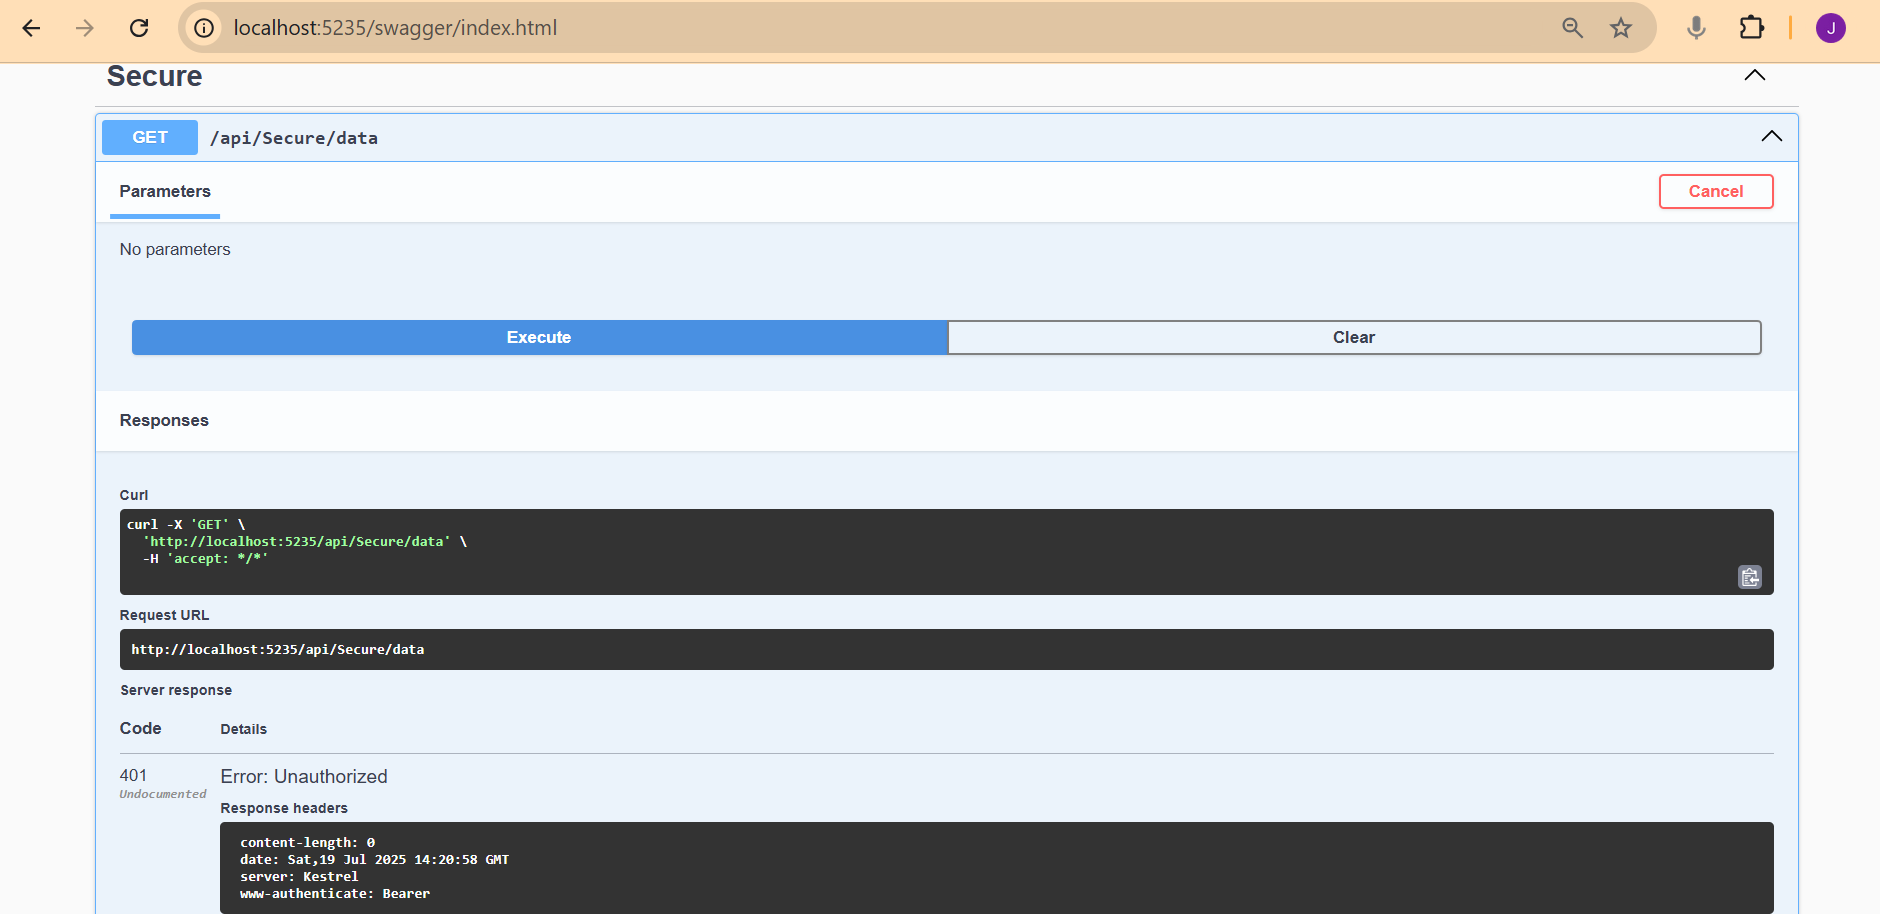 localhost:5235/swagger/index.html
J
Secure
GET /api/Secure/data
Parameters
Cancel
No parameters
Execute
Clear
Responses
Curl
curl -X 'GET' \
'http://localhost:5235/api/Secure/data' \
-H 'accept: */*'
Request URL
http://localhost:5235/api/Secure/data
Server response
Code Details
401 Error: Unauthorized
Undocumented
Response headers
content-length: 0
date: Sat,19 Jul 2025 14:20:58 GMT
server: Kestrel
www-authenticate: Bearer